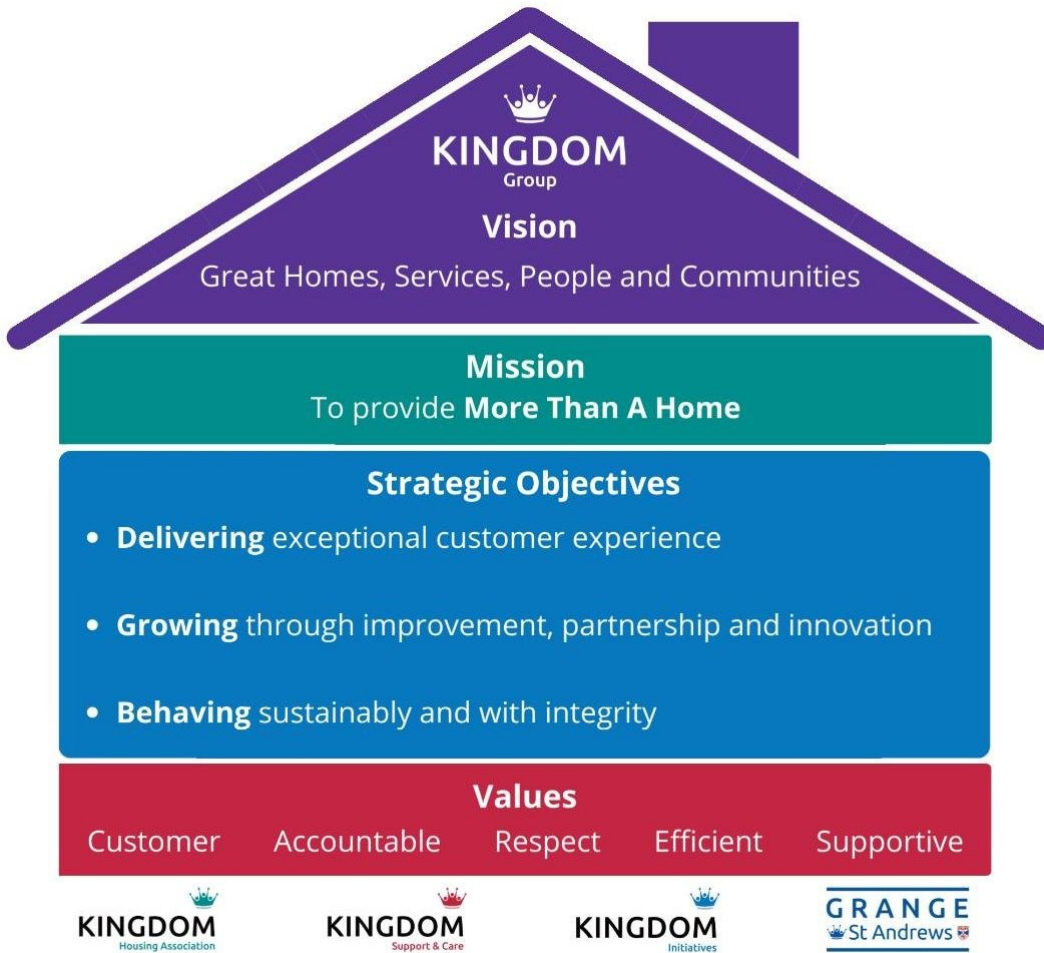 KINGDOM
Group
Vision
Great Homes, Services, People and Communities
Mission
To provide More Than A Home
Strategic Objectives
• Delivering exceptional customer experience
• Growing through improvement, partnership and innovation
• Behaving sustainably and with integrity
Values
Customer Accountable Respect Efficient Supportive
KINGDOM
Housing Association
KINGDOM
Support & Care
KINGDOM
Initiatives
GRANGE
St Andrews